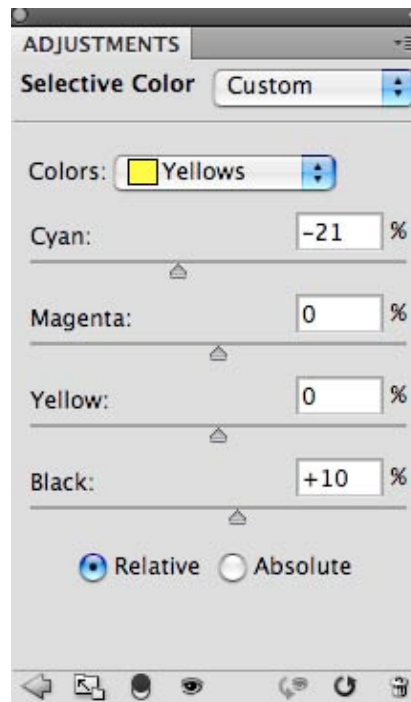 ADJUSTMENTS
Selective Color Custom
Colors: Yellows
Cyan: -21 %
Magenta: 0 %
Yellow: 0 %
Black: +10 %
Relative Absolute